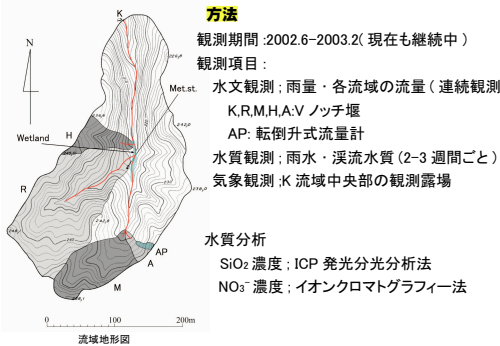 方法
観測期間 :2002.6-2003.2( 現在も継続中 )
観測項目 :
水文観測 ; 雨量・各流域の流量 ( 連続観測
K,R,M,H,A:V ノッチ堰
AP: 転倒升式流量計
水質観測 ; 雨水・渓流水質 (2-3 週間ごと )
気象観測 ;K 流域中央部の観測露場
水質分析
SiO2 濃度 ; ICP 発光分光分析法
NO3- 濃度 ; イオンクロマトグラフィー法
K
N
Met.st.
H
Wetland
R
AP
A
M
0 100 200m
流域地形図